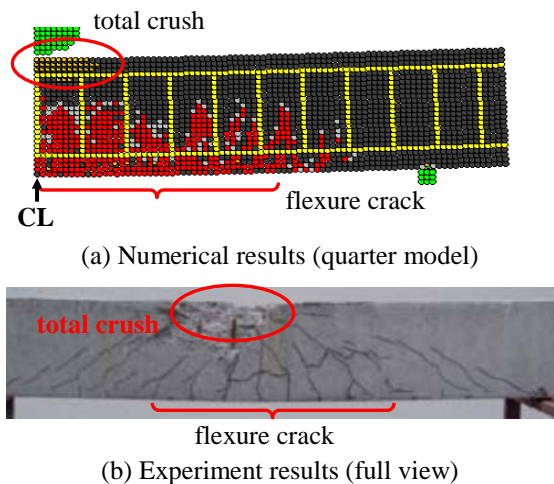 total crush
flexure crack
CL
(a) Numerical results (quarter model)
total crush
flexure crack
(b) Experiment results (full view)